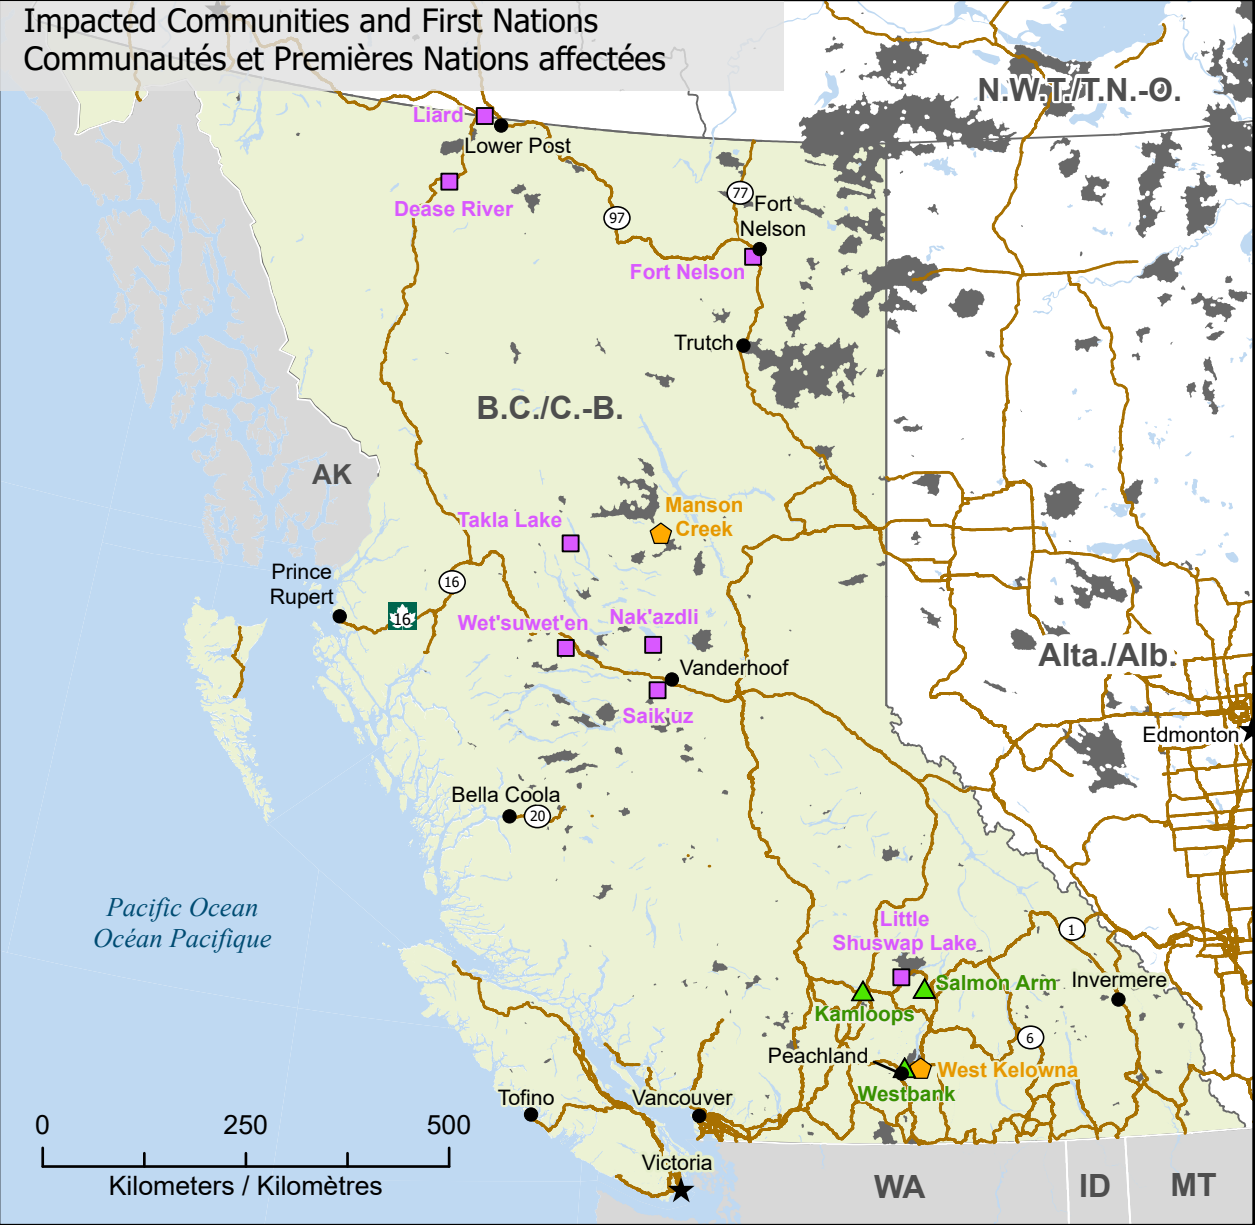 Impacted Communities and First Nations
Communautés et Premières Nations affectées
N.W.T./T.N.-O.
Liard
Lower Post
Dease River
77
Fort
Nelson
97
Fort Nelson
Trutch
B.C./C.-B.
AK
Manson
Creek
Takla Lake
Prince
Rupert
16
16
Wet'suwet'en
Nak'azdli
Vanderhoof
Alta./Alb.
Saik'uz
Edmonton
Bella Coola
20
Pacific Ocean
Océan Pacifique
Little
Shuswap Lake
1
Salmon Arm
Invermere
Kamloops
6
Peachland
West Kelowna
Westbank
Tofino
Vancouver
0
250
500
Kilometers / Kilomètres
Victoria
WA
ID
MT